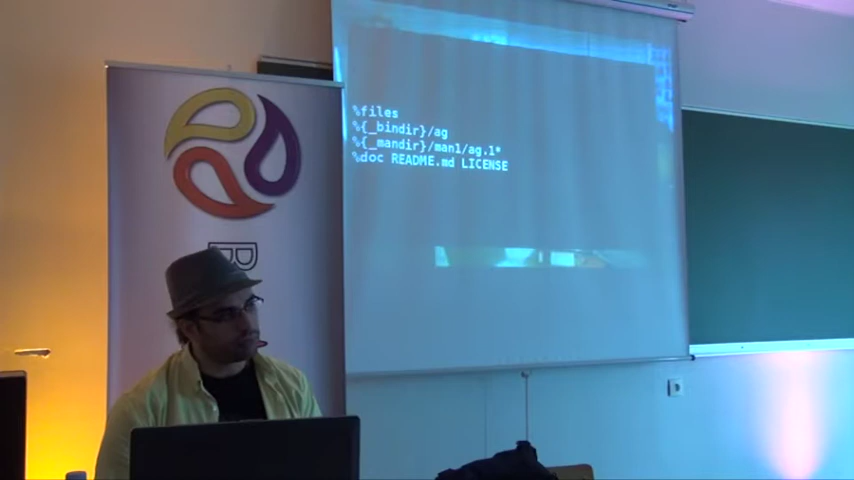 %files
%{_bindir}/ag
%{_mandir}/man1/ag.1*
%doc README.md LICENSE